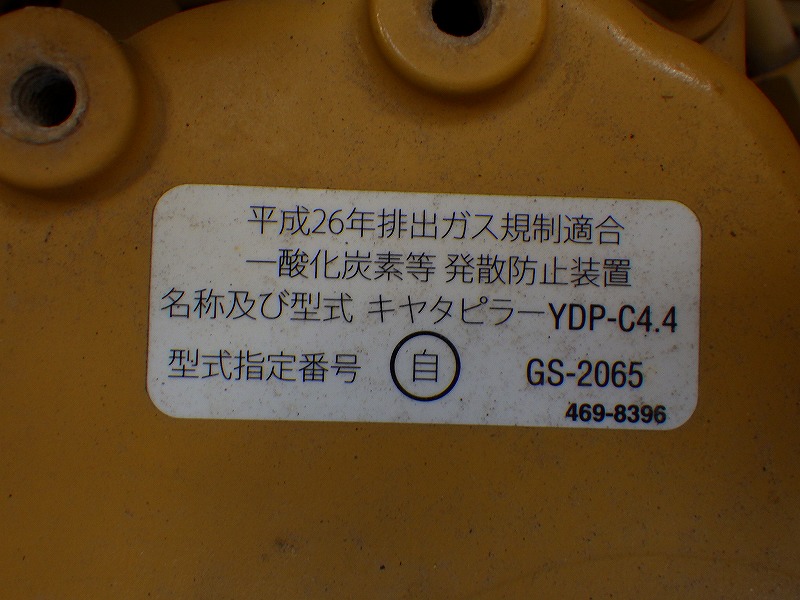 平成26年排出ガス規制適合
一酸化炭素等 発散防止装置
名称及び型式 キヤタピラーYDP-C4.4
型式指定番号 自 GS-2065
469-8396